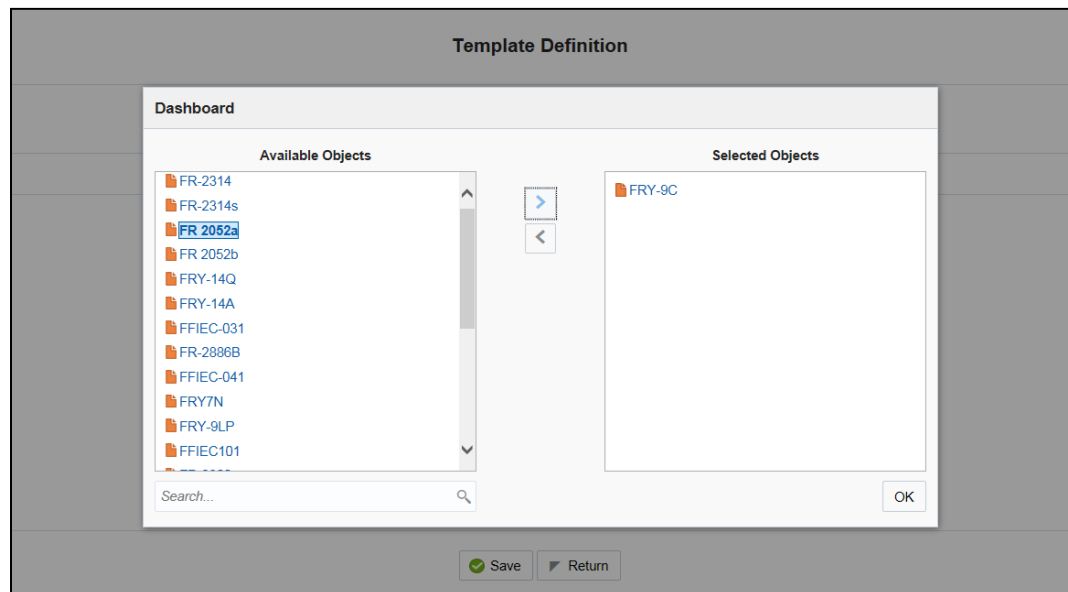 Template Definition
Dashboard
Available Objects
Selected Objects
FR-2314
FR-2314s
FR 2052a
FR 2052b
FRY-14Q
FRY-14A
FFIEC-031
FR-2886B
FFIEC-041
FRY7N
FRY-9LP
FFIEC101
FRY-9C
Search...
OK
Save
Return